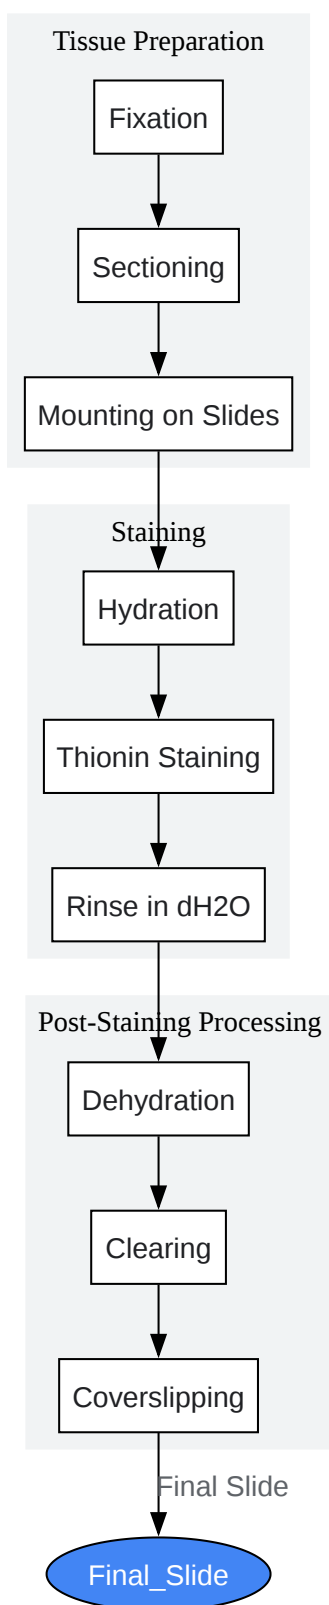 Tissue Preparation
Fixation
Sectioning
Mounting on Slides
Staining
Hydration
Thionin Staining
Rinse in dH2O
Post-Staining Processing
Dehydration
Clearing
Coverslipping
Final Slide
Final_Slide